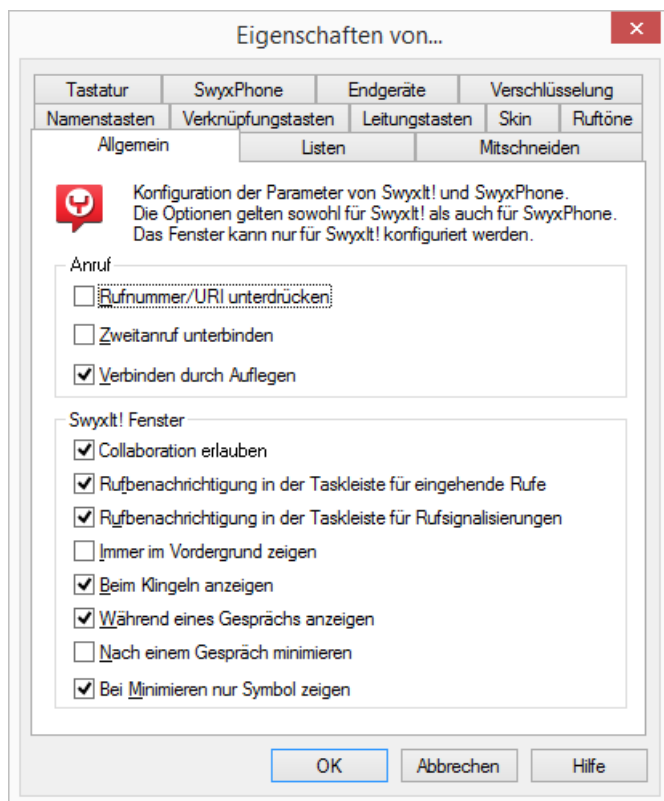 Eigenschaften von...
Tastatur SwyxPhone Endgeräte Verschlüsselung
Namenstasten Verknüpfungstasten Leitungstasten Skin Ruftöne
Allgemein Listen Mitschneiden
Konfiguration der Parameter von SwyxIt! und SwyxPhone.
Die Optionen gelten sowohl für SwyxIt! als auch für SwyxPhone.
Das Fenster kann nur für SwyxIt! konfiguriert werden.
Anruf
Rufnummer/URI unterdrücken
Zweitanruf unterbinden
Verbinden durch Auflegen
SwyxIt! Fenster
Collaboration erlauben
Rufbenachrichtigung in der Taskleiste für eingehende Rufe
Rufbenachrichtigung in der Taskleiste für Rufsignalisierungen
Immer im Vordergrund zeigen
Beim Klingeln anzeigen
Während eines Gesprächs anzeigen
Nach einem Gespräch minimieren
Bei Minimieren nur Symbol zeigen
OK Abbrechen Hilfe